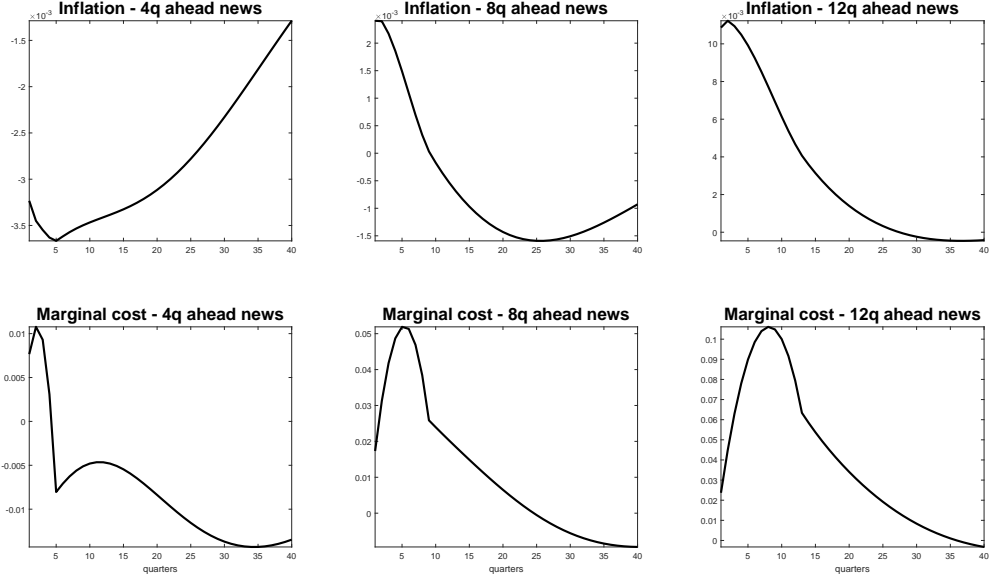 Inflation - 4q ahead news
×10⁻³
-1.5
-2
-2.5
-3
-3.5
5 10 15 20 25 30 35 40
Inflation - 8q ahead news
×10⁻³
2
1.5
1
0.5
0
-0.5
-1
-1.5
5 10 15 20 25 30 35 40
Inflation - 12q ahead news
×10⁻³
10
8
6
4
2
0
5 10 15 20 25 30 35 40
Marginal cost - 4q ahead news
0.01
0.005
0
-0.005
-0.01
5 10 15 20 25 30 35 40
quarters
Marginal cost - 8q ahead news
0.05
0.04
0.03
0.02
0.01
0
5 10 15 20 25 30 35 40
quarters
Marginal cost - 12q ahead news
0.1
0.09
0.08
0.07
0.06
0.05
0.04
0.03
0.02
0.01
0
5 10 15 20 25 30 35 40
quarters